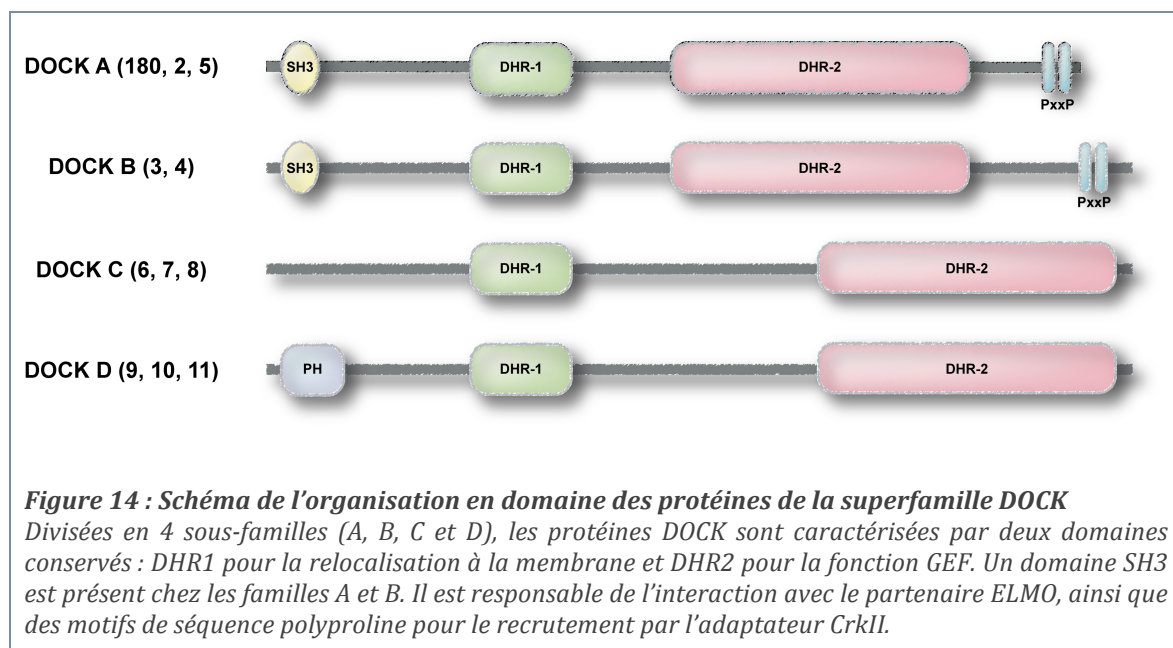 DOCK A (180, 2, 5) SH3 DHR-1 DHR-2
PxxP
DOCK B (3, 4) SH3 DHR-1 DHR-2
PxxP
DOCK C (6, 7, 8) DHR-1 DHR-2
DOCK D (9, 10, 11) PH DHR-1 DHR-2
Figure 14 : Schéma de l’organisation en domaine des protéines de la superfamille DOCK
Divisées en 4 sous-familles (A, B, C et D), les protéines DOCK sont caractérisées par deux domaines
conservés : DHR1 pour la relocalisation à la membrane et DHR2 pour la fonction GEF. Un domaine SH3
est présent chez les familles A et B. Il est responsable de l’interaction avec le partenaire ELMO, ainsi que
des motifs de séquence polyproline pour le recrutement par l’adaptateur CrkII.